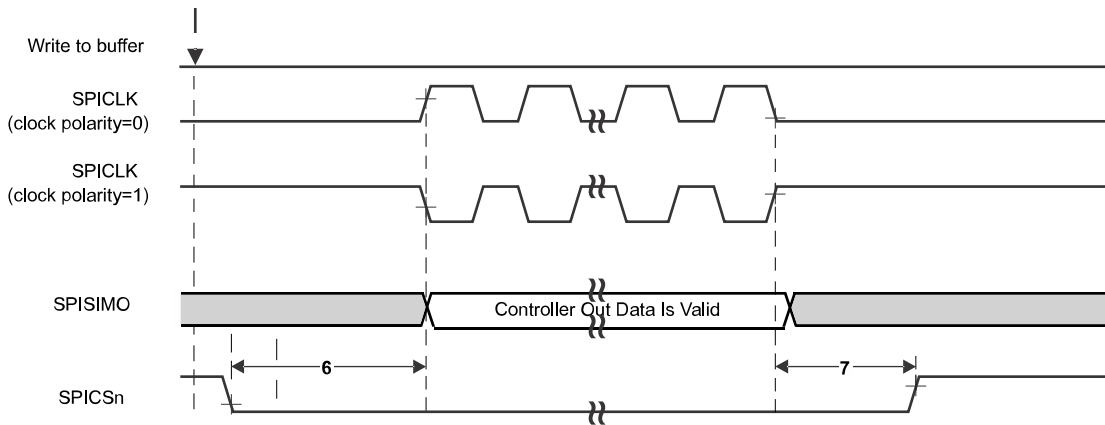 Write to buffer
SPICLK
(clock polarity=0)
SPICLK
(clock polarity=1)
SPISIMO
Controller Out Data Is Valid
6
7
SPICSn